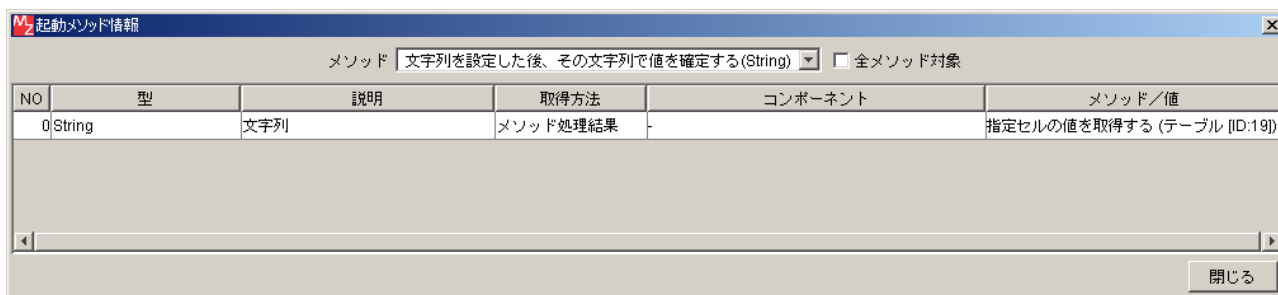 MZ 起動メソッド情報
メソッド 文字列を設定した後、その文字列で値を確定する(String) 全メソッド対象
NO 型 説明 取得方法 コンポーネント メソッド／値
0 String 文字列 メソッド処理結果 - 指定セルの値を取得する (テーブル [ID:19])
閉じる